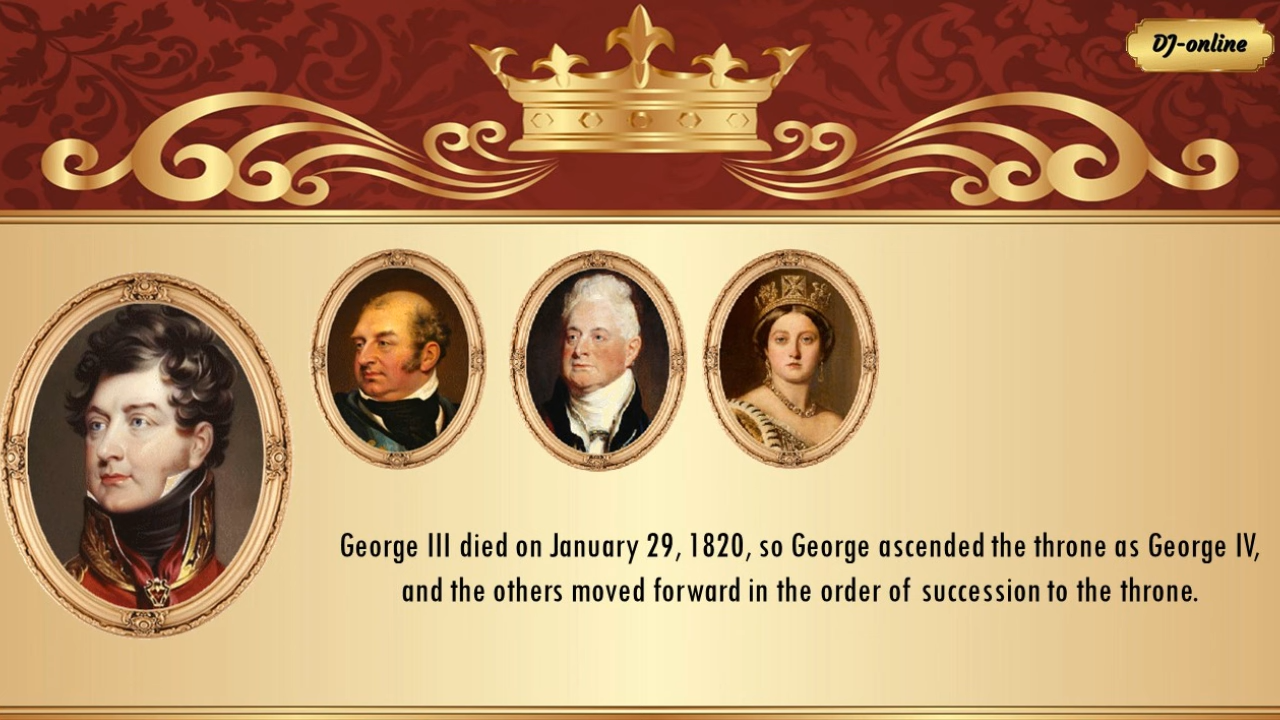 DJ-online
George III died on January 29, 1820, so George ascended the throne as George IV,
and the others moved forward in the order of succession to the throne.